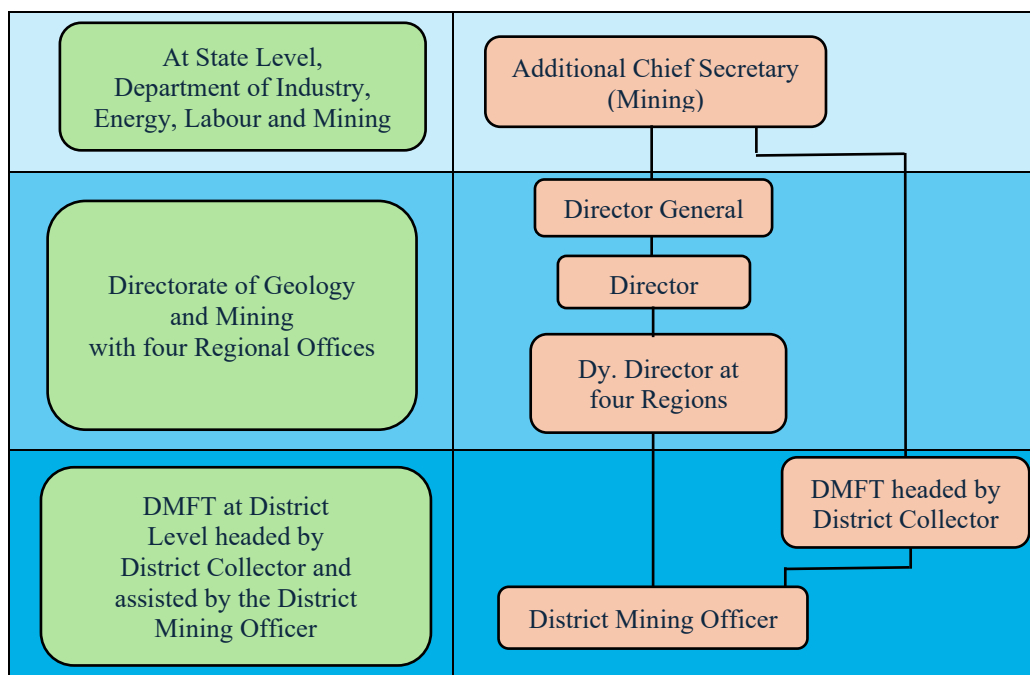 At State Level,
Department of Industry,
Energy, Labour and Mining
Additional Chief Secretary
(Mining)
Directorate of Geology
and Mining
with four Regional Offices
Director General
Director
Dy. Director at
four Regions
DMFT at District
Level headed by
District Collector and
assisted by the District
Mining Officer
DMFT headed by
District Collector
District Mining Officer